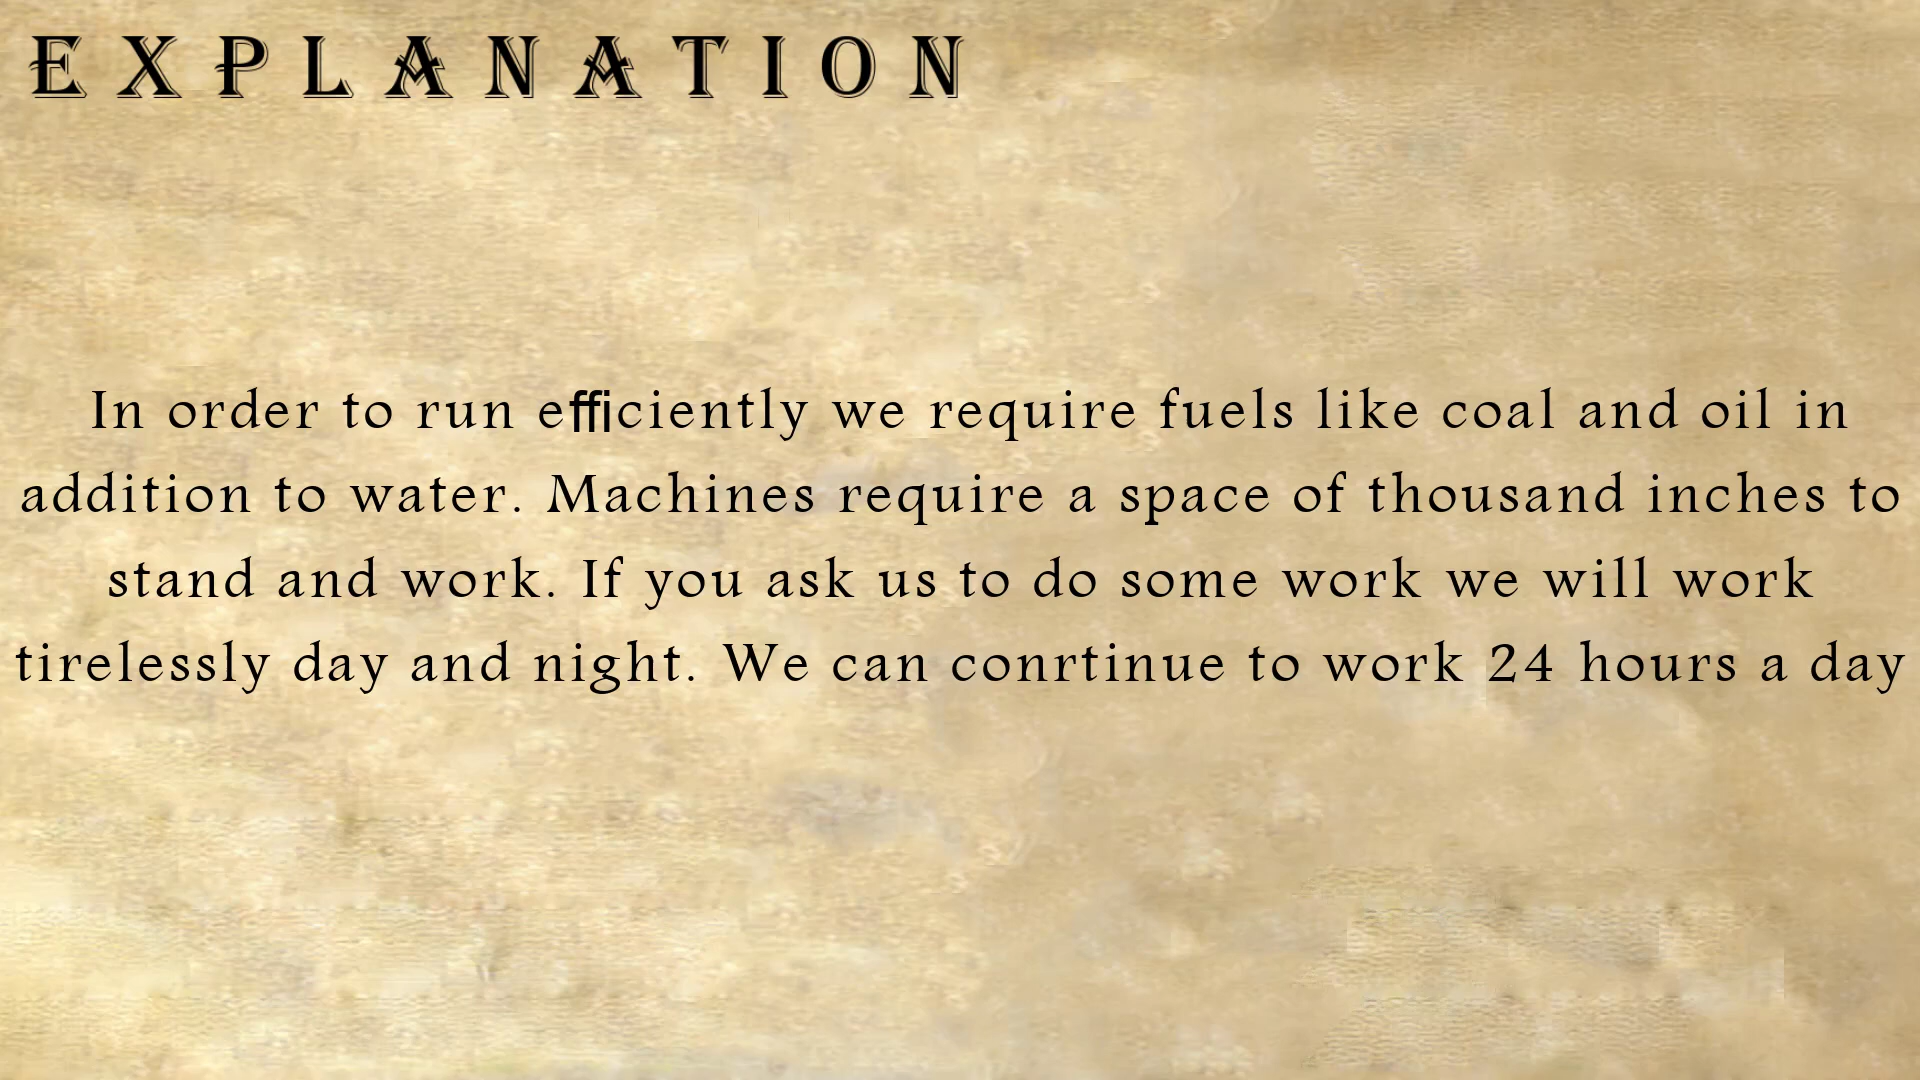 EXPLANATION
In order to run efficiently we require fuels like coal and oil in
addition to water. Machines require a space of thousand inches to
stand and work. If you ask us to do some work we will work
tirelessly day and night. We can conrtinue to work 24 hours a day